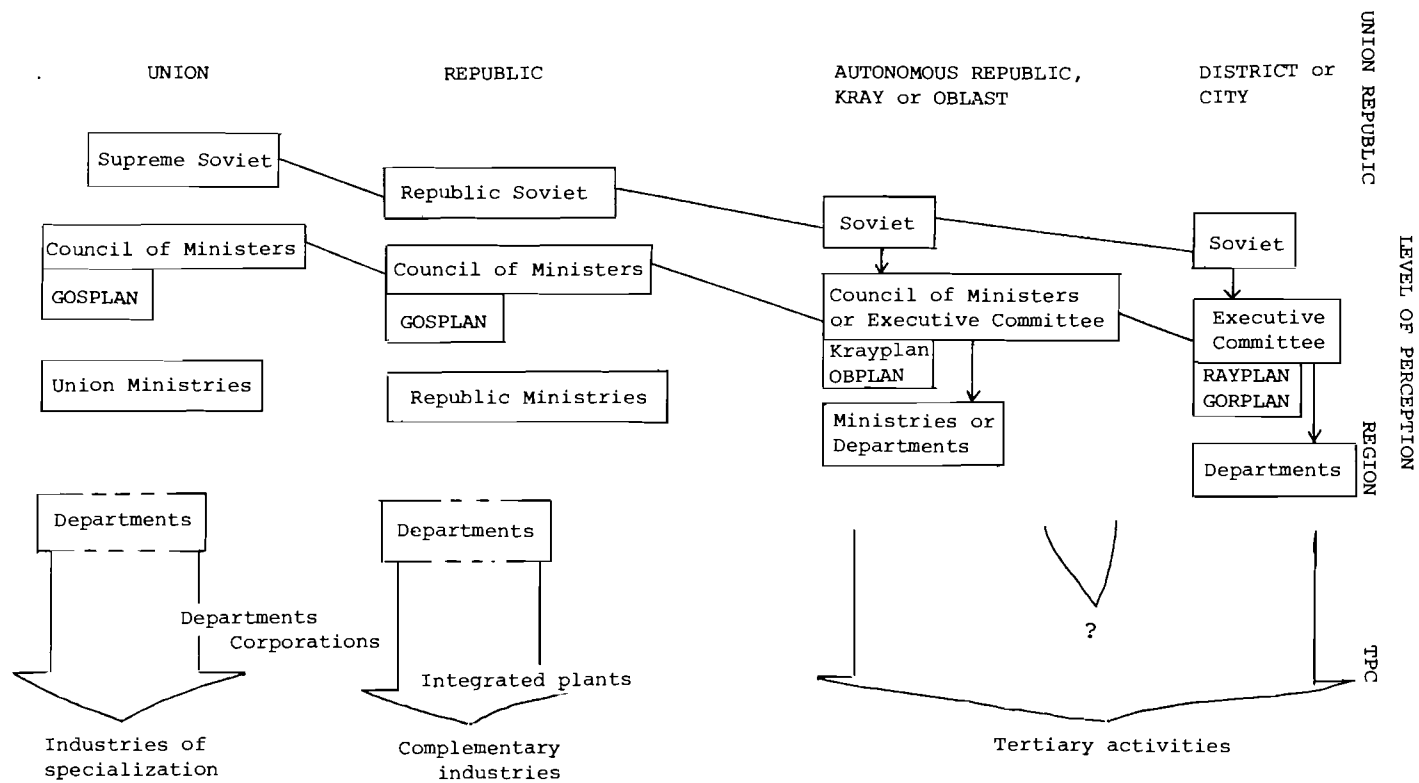 UNION
REPUBLIC
AUTONOMOUS REPUBLIC,
KRAY or OBLAST
DISTRICT or
CITY
UNION REPUBLIC
Supreme Soviet
Republic Soviet
Soviet
Soviet
Council of Ministers
GOSPLAN
Council of Ministers
GOSPLAN
Council of Ministers
or Executive Committee
Krayplan
OBPLAN
Executive
Committee
RAYPLAN
GORPLAN
LEVEL OF PERCEPTION
Union Ministries
Republic Ministries
Ministries or
Departments
Departments
REGION
Departments
Departments
Departments
Corporations
Integrated plants
?
TPC
Industries of
specialization
Complementary
industries
Tertiary activities